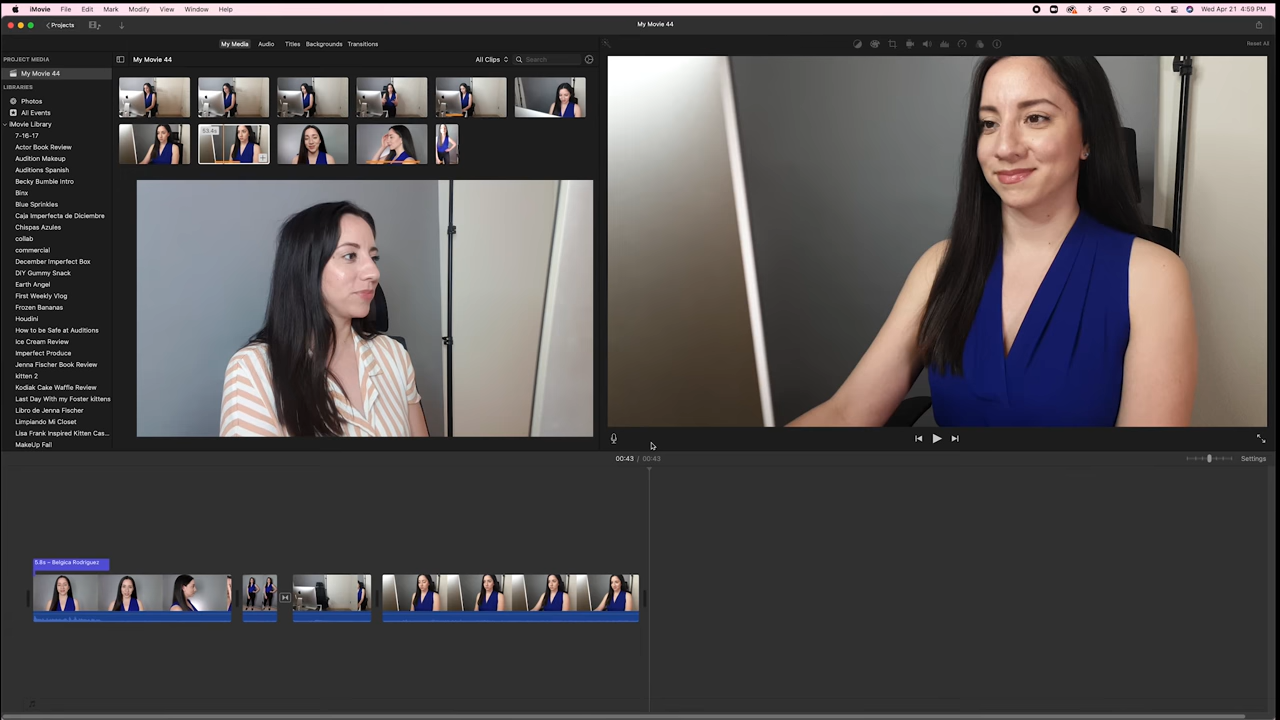 iMovie File Edit Mark Modify View Window Help Wed Apr 21 4:59 PM
Projects My Movie 44
My Media Audio Titles Backgrounds Transitions Reset All
PROJECT MEDIA My Movie 44 All Clips Search
My Movie 44
LIBRARIES
Photos
All Events
iMovie Library
7-16-17
Actor Book Review
Audition Makeup
Auditions Spanish
Becky Bumble Intro
Binx
Blue Sprinkles
Caja Imperfecta de Diciembre
Chispas Azules
collab
commercial
December Imperfect Box
DIY Gummy Snack
Earth Angel
First Weekly Vlog
Frozen Bananas
Houdini
How to be Safe at Auditions
Ice Cream Review
Imperfect Produce
Jenna Fischer Book Review
kitten 2
Kodiak Cake Waffle Review
Last Day With my Foster kittens
Libro de Jenna Fischer
Limpiando Mi Closet
Lisa Frank Inspired Kitten Cas...
MakeUp Fail
00:43 / 00:43 Settings
5.8s – Belgica Rodriguez